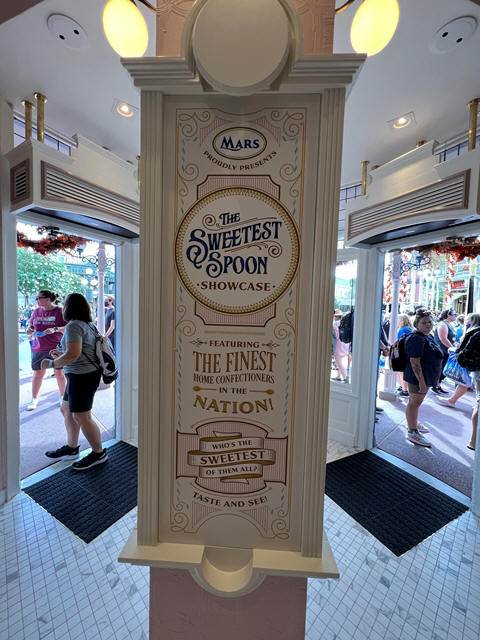 MARS
PROUDLY PRESENTS
THE
SWEETEST
SPOON
·SHOWCASE·
FEATURING
THE FINEST
HOME CONFECTIONERS
IN THE
NATION!
WHO'S THE
SWEETEST
OF THEM ALL?
TASTE AND SEE!